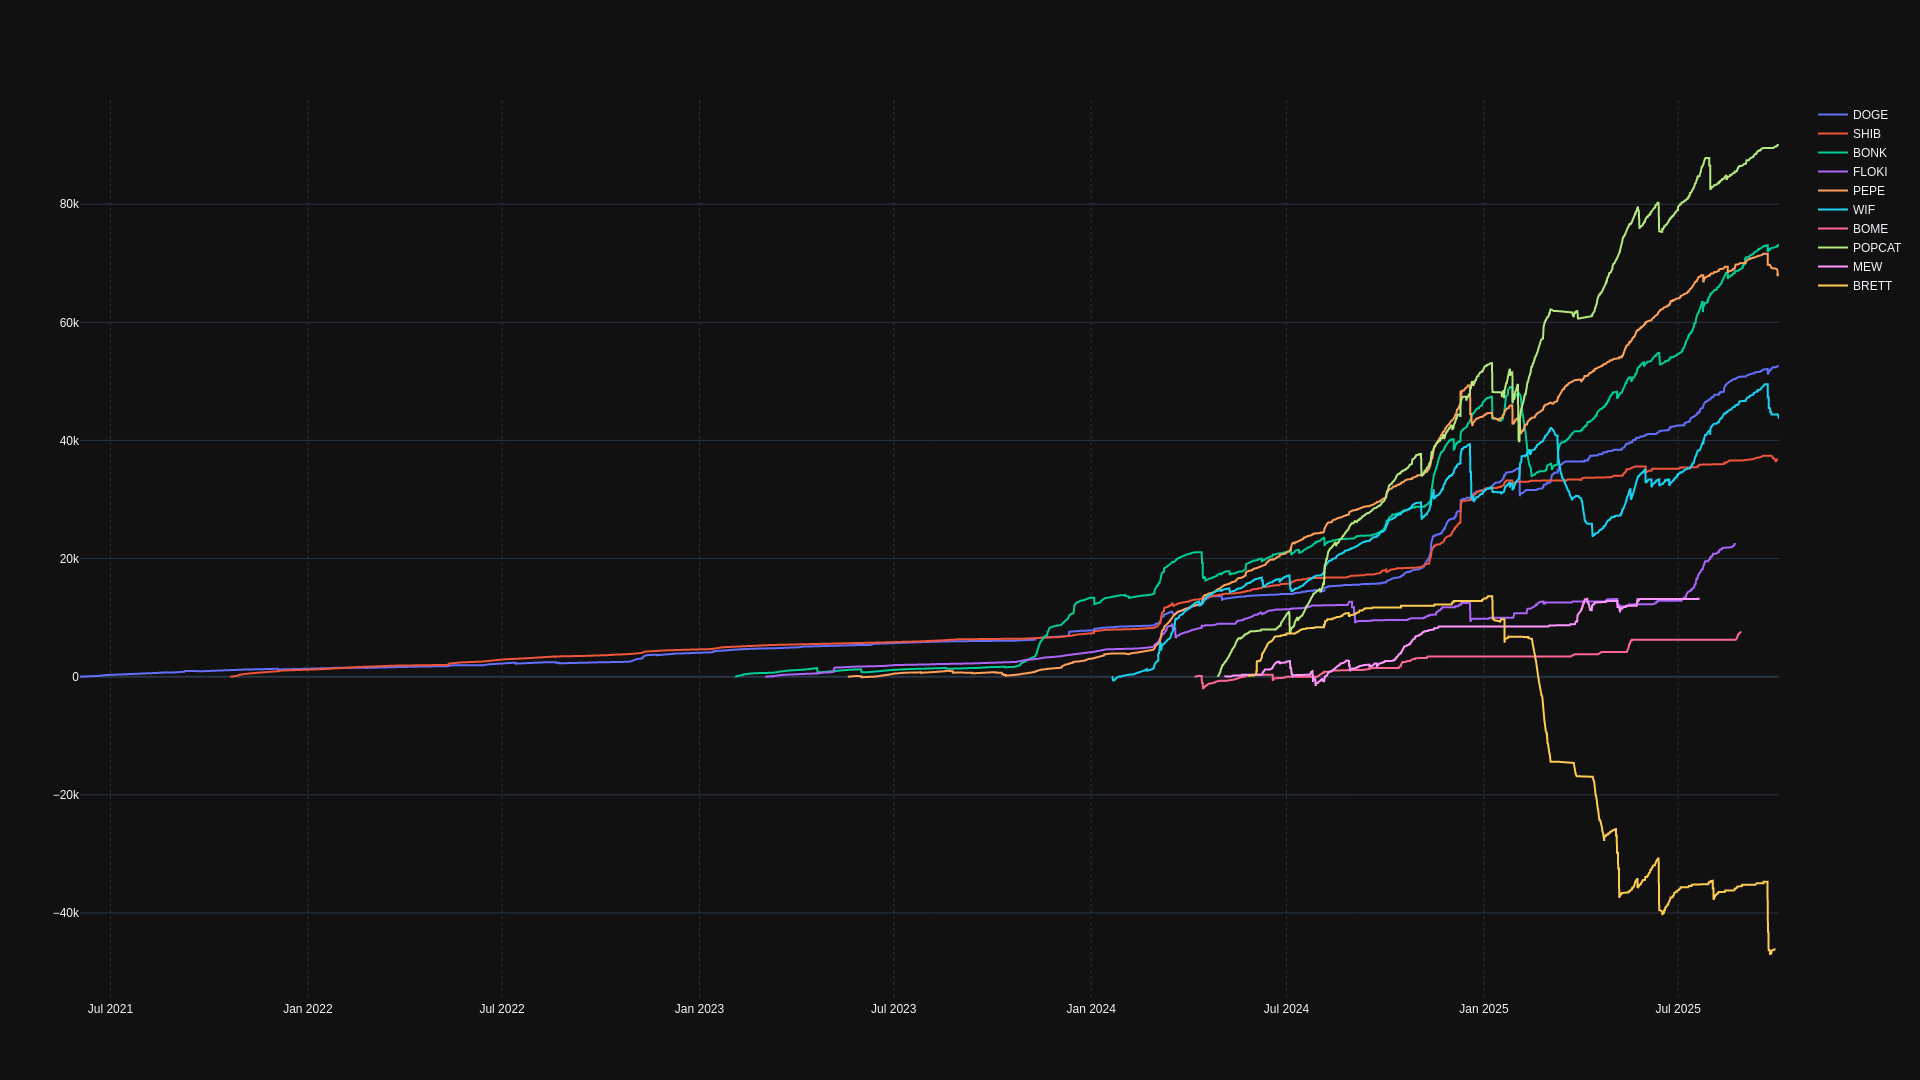 DOGE
SHIB
BONK
FLOKI
PEPE
WIF
BOME
POPCAT
MEW
BRETT
80k
60k
40k
20k
0
−20k
−40k
Jul 2021
Jan 2022
Jul 2022
Jan 2023
Jul 2023
Jan 2024
Jul 2024
Jan 2025
Jul 2025